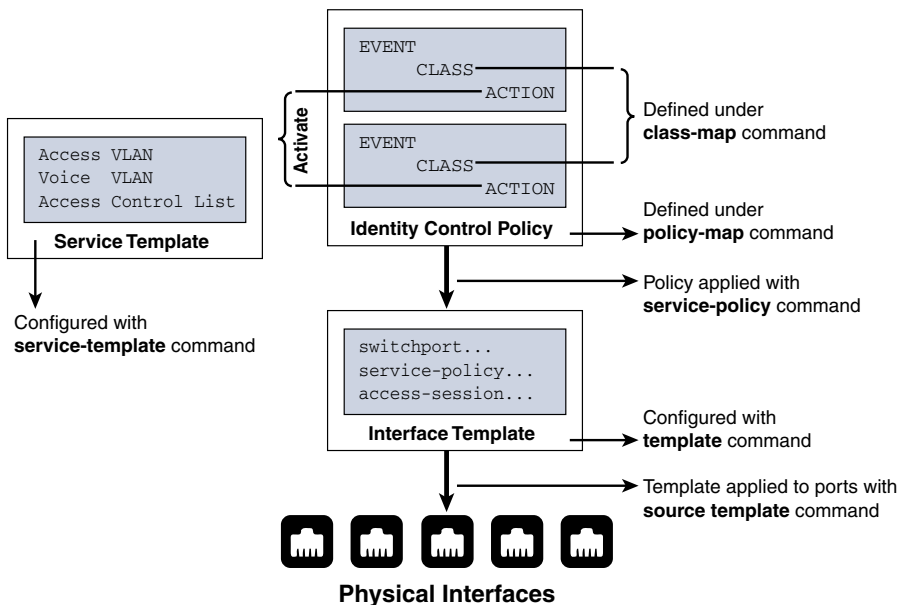 EVENT
CLASS
ACTION
EVENT
CLASS
ACTION
Identity Control Policy
Activate
Defined under
class-map command
Access VLAN
Voice  VLAN
Access Control List
Service Template
Defined under
policy-map command
Policy applied with
service-policy command
Configured with
service-template command
switchport...
service-policy...
access-session...
Interface Template
Configured with
template command
Template applied to ports with
source template command
Physical Interfaces